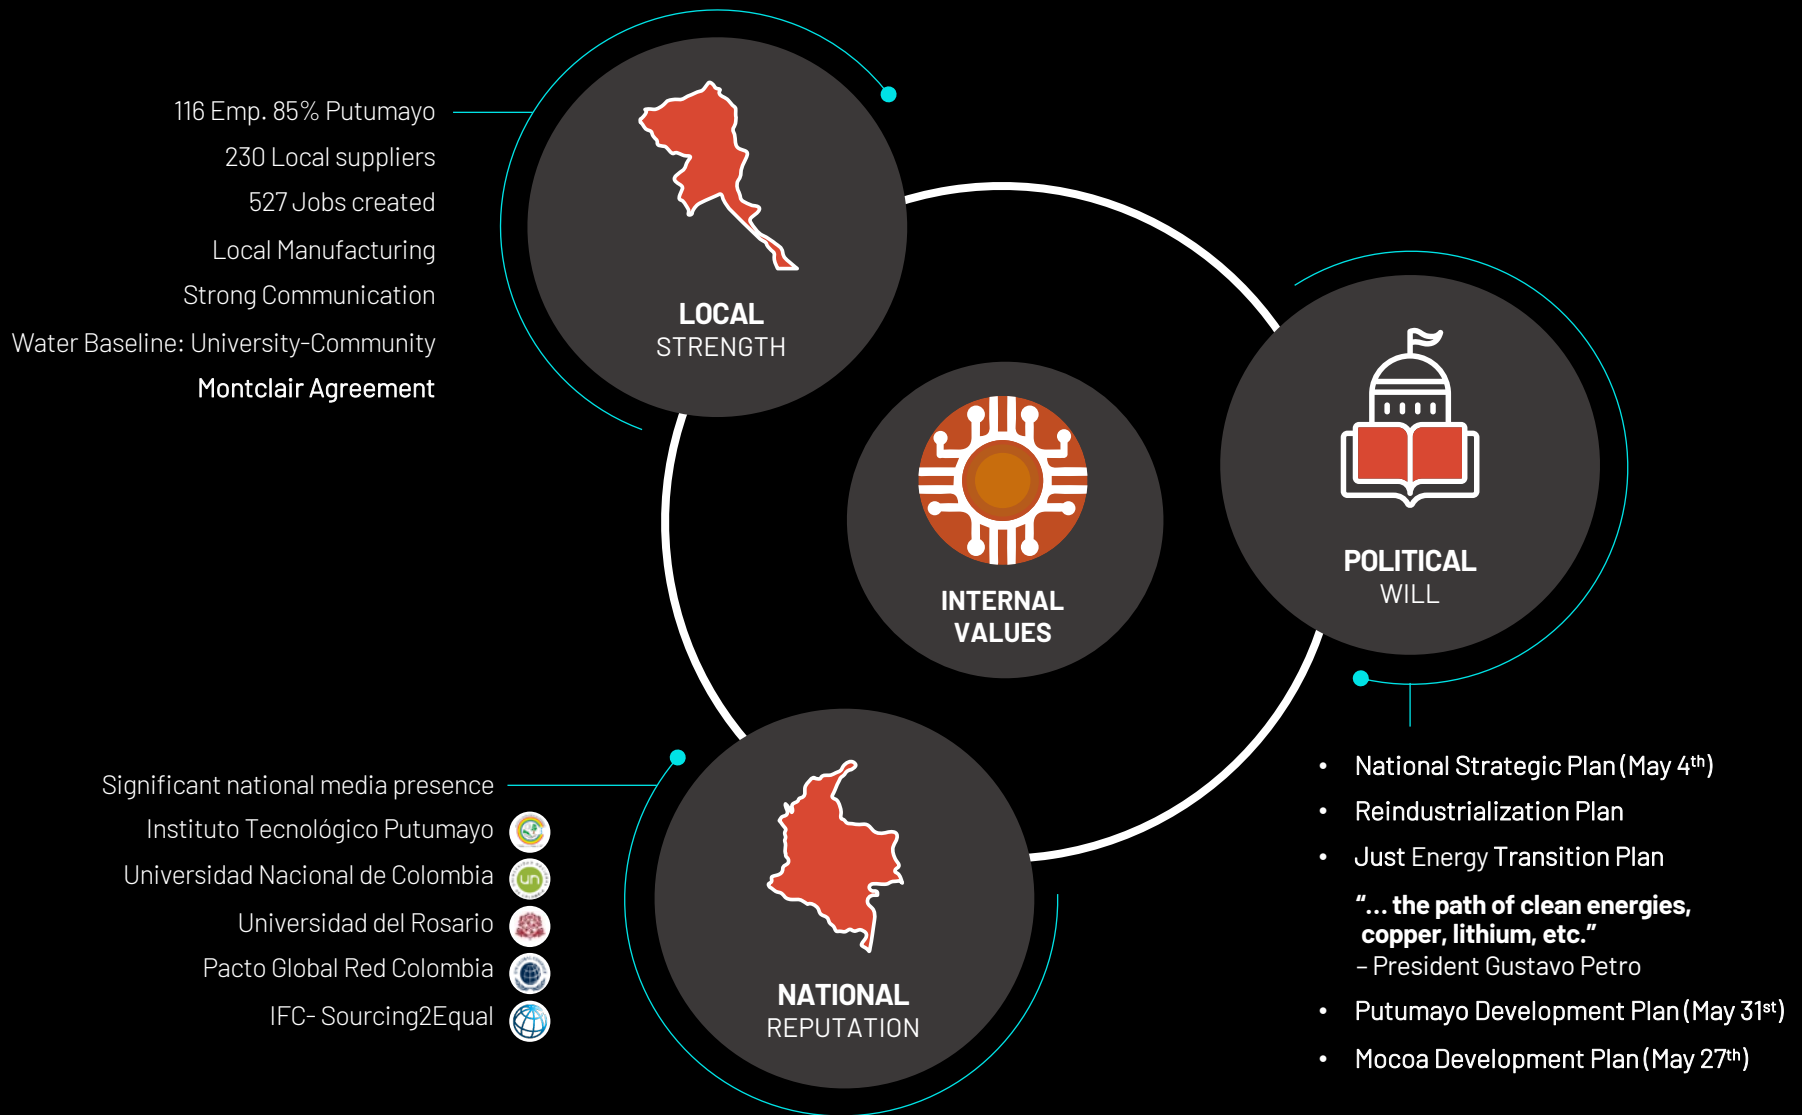 116 Emp. 85% Putumayo
230 Local suppliers
527 Jobs created
Local Manufacturing
Strong Communication
Water Baseline: University-Community
Montclair Agreement
LOCAL
STRENGTH
INTERNAL
VALUES
POLITICAL
WILL
Significant national media presence
Instituto Tecnológico Putumayo
Universidad Nacional de Colombia
un
Universidad del Rosario
Pacto Global Red Colombia
IFC- Sourcing2Equal
NATIONAL
REPUTATION
• National Strategic Plan (May 4th)
• Reindustrialization Plan
• Just Energy Transition Plan
“... the path of clean energies,
copper, lithium, etc.”
– President Gustavo Petro
• Putumayo Development Plan (May 31st)
• Mocoa Development Plan (May 27th)